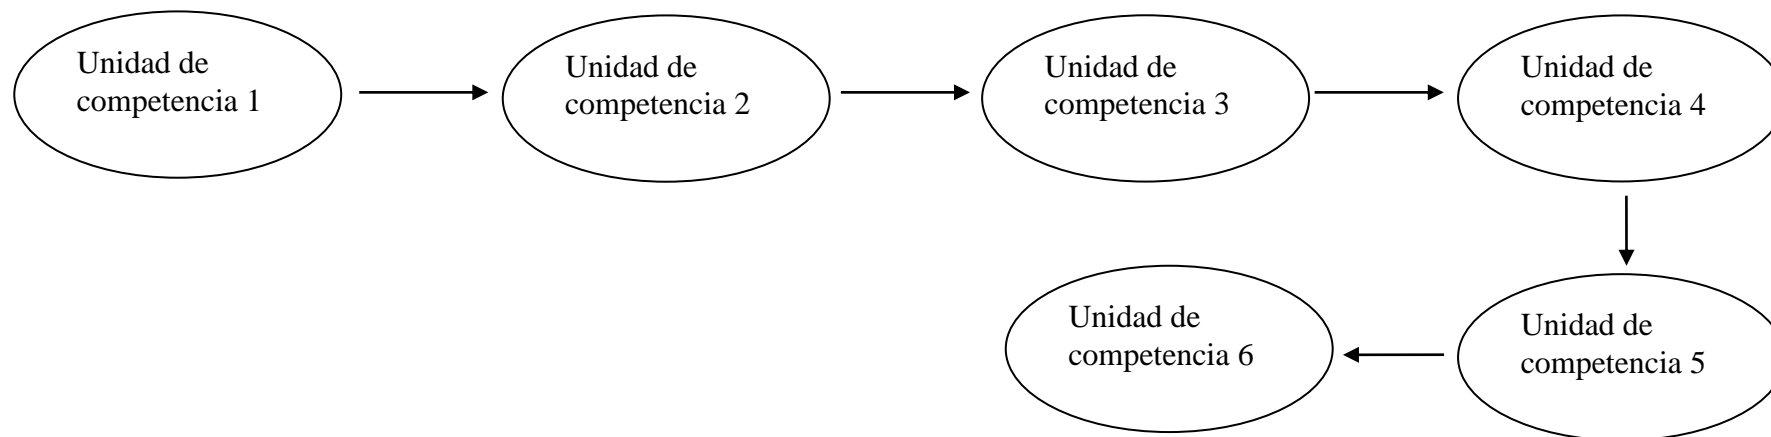 Unidad de
competencia 1
Unidad de
competencia 2
Unidad de
competencia 3
Unidad de
competencia 4
Unidad de
competencia 5
Unidad de
competencia 6